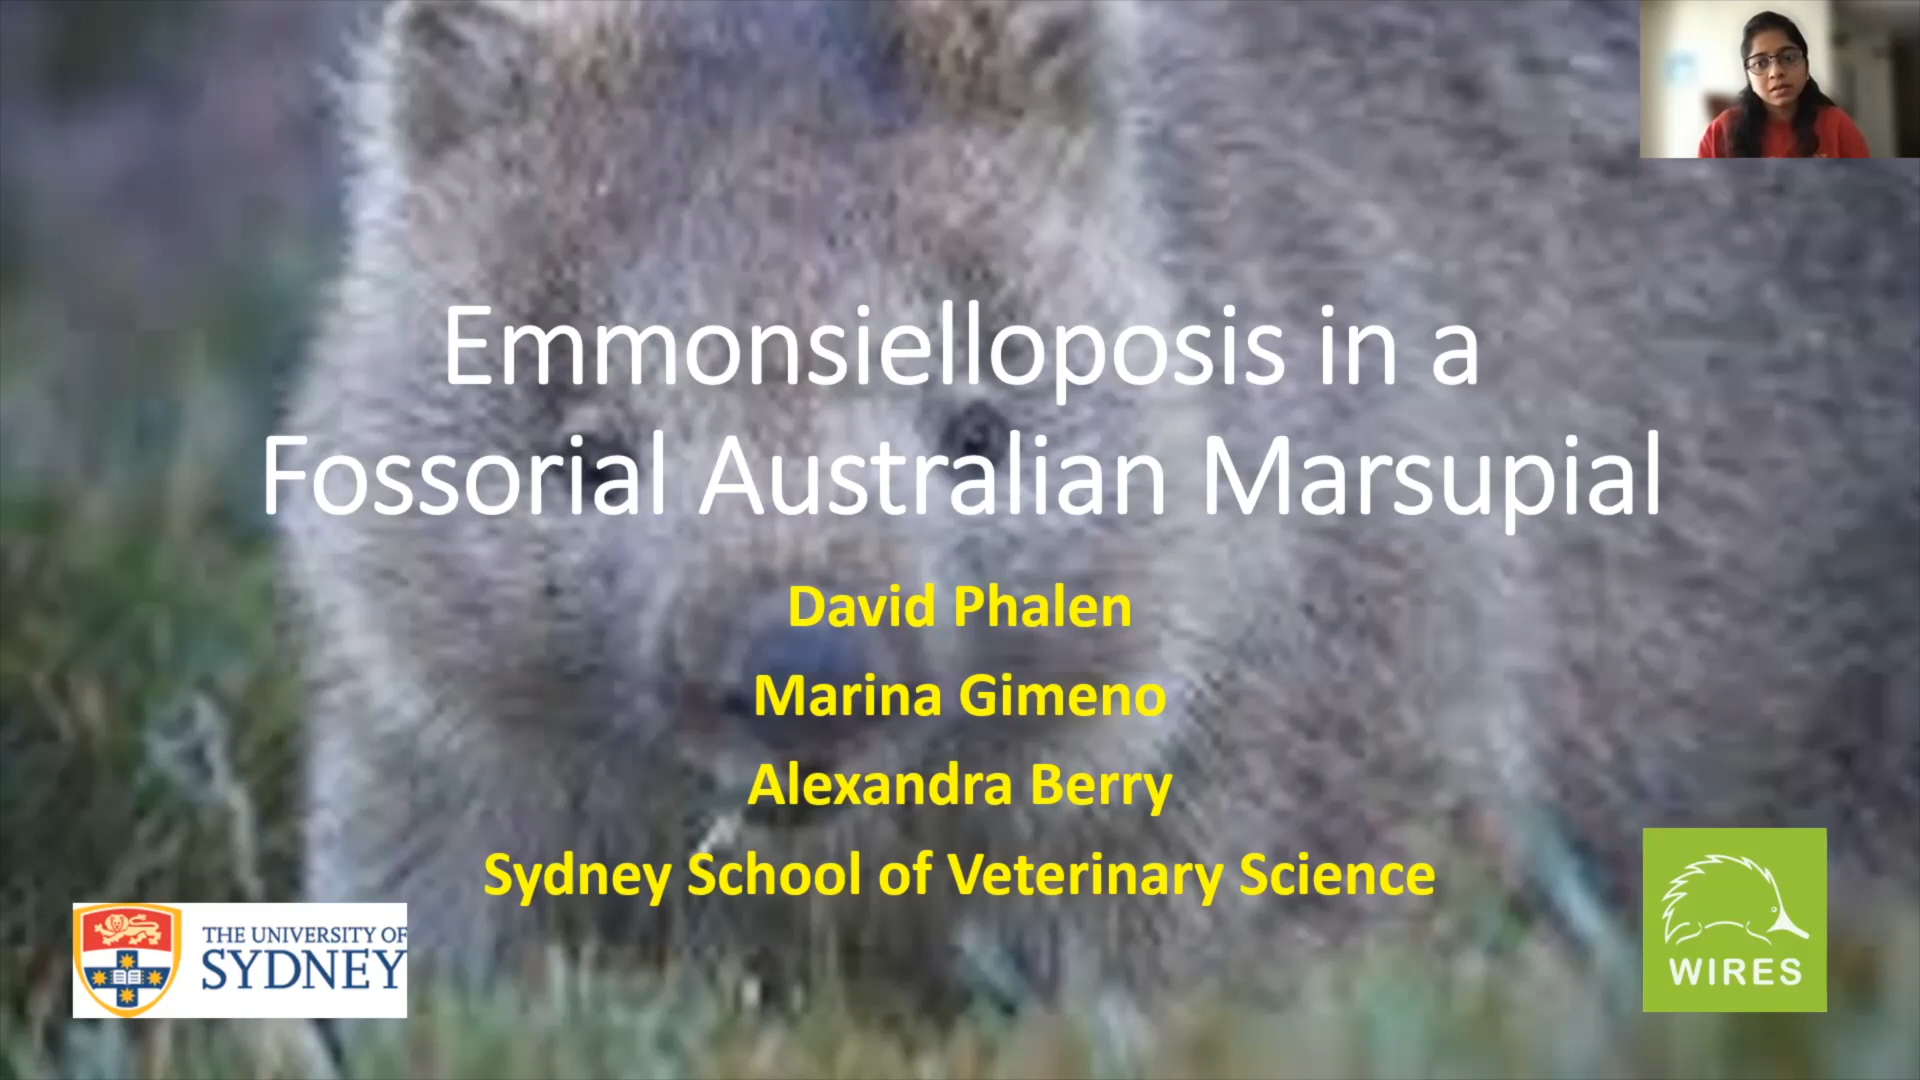 Emmonsielloposis in a
Fossorial Australian Marsupial
David Phalen
Marina Gimeno
Alexandra Berry
Sydney School of Veterinary Science
THE UNIVERSITY OF
SYDNEY
WIRES